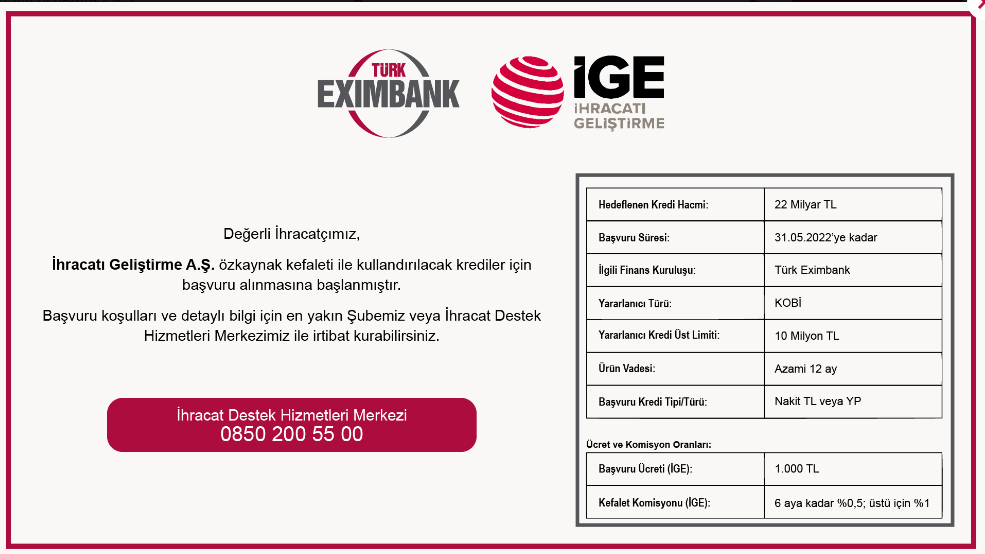 TÜRK
EXIMBANK
İGE
İHRACATI
GELİŞTİRME
Değerli İhracatçımız,
İhracatı Geliştirme A.Ş. özkaynak kefaleti ile kullandırılacak krediler için
başvuru alınmasına başlanmıştır.
Başvuru koşulları ve detaylı bilgi için en yakın Şubemiz veya İhracat Destek
Hizmetleri Merkezimiz ile irtibat kurabilirsiniz.
İhracat Destek Hizmetleri Merkezi
0850 200 55 00
Hedeflenen Kredi Hacmi: 22 Milyar TL
Başvuru Süresi: 31.05.2022'ye kadar
İlgili Finans Kuruluşu: Türk Eximbank
Yararlanıcı Türü: KOBİ
Yararlanıcı Kredi Üst Limiti: 10 Milyon TL
Ürün Vadesi: Azami 12 ay
Başvuru Kredi Tipi/Türü: Nakit TL veya YP
Ücret ve Komisyon Oranları:
Başvuru Ücreti (İGE): 1.000 TL
Kefalet Komisyonu (İGE): 6 aya kadar %0,5; üstü için %1